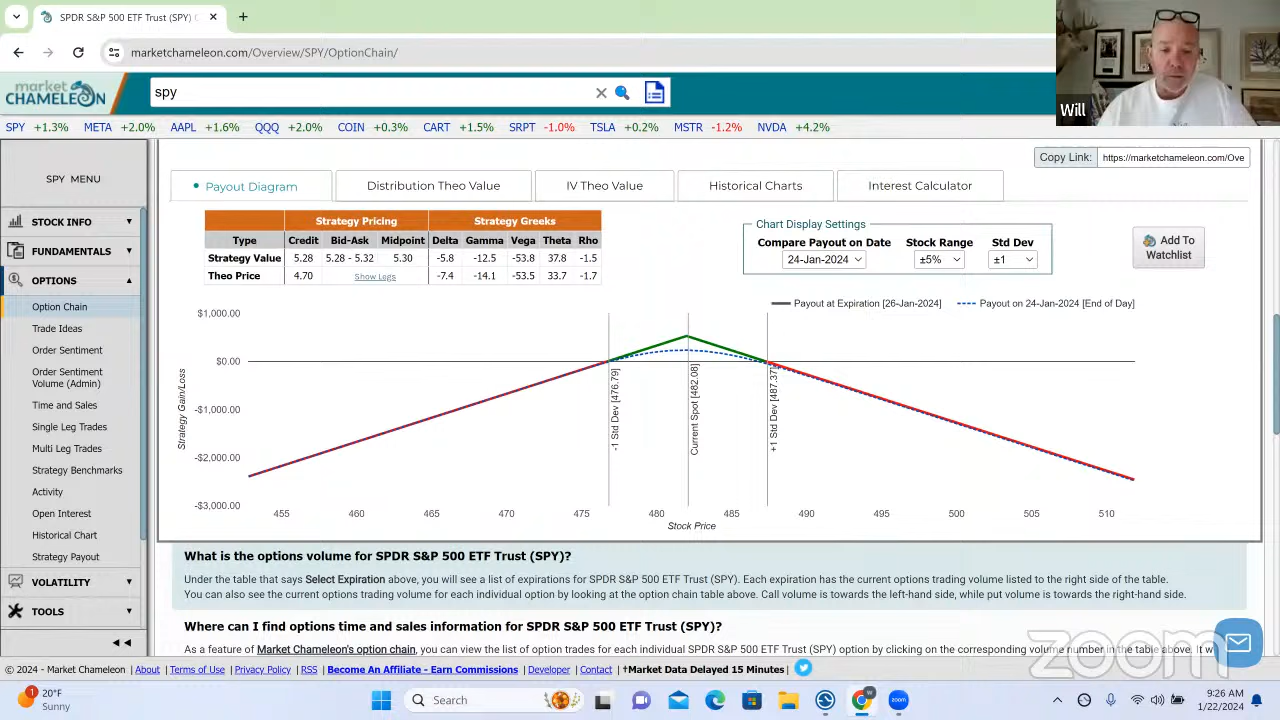 SPDR S&P 500 ETF Trust (SPY)
marketchameleon.com/Overview/SPY/OptionChain/
market
CHAMELEON
spy
Will
SPY +1.3% META +2.0% AAPL +1.6% QQQ +2.0% COIN +0.3% CART +1.5% SRPT -1.0% TSLA +0.2% MSTR -1.2% NVDA +4.2%
SPY MENU
STOCK INFO
FUNDAMENTALS
OPTIONS
Option Chain
Trade Ideas
Order Sentiment
Order Sentiment
Volume (Admin)
Time and Sales
Single Leg Trades
Multi Leg Trades
Strategy Benchmarks
Activity
Open Interest
Historical Chart
Strategy Payout
VOLATILITY
TOOLS
Copy Link: https://marketchameleon.com/Ove
Payout Diagram Distribution Theo Value IV Theo Value Historical Charts Interest Calculator
Strategy Pricing Strategy Greeks
Type Credit Bid-Ask Midpoint Delta Gamma Vega Theta Rho
Strategy Value 5.28 5.28 - 5.32 5.30 -5.8 -12.5 -53.8 37.8 -1.5
Theo Price 4.70 Show Legs -7.4 -14.1 -53.5 33.7 -1.7
Chart Display Settings
Compare Payout on Date Stock Range Std Dev
24-Jan-2024 ±5% ±1
Add To
Watchlist
Payout at Expiration [26-Jan-2024] Payout on 24-Jan-2024 [End of Day]
Strategy Gain/Loss
$1,000.00
$0.00
-$1,000.00
-$2,000.00
-$3,000.00
-1 Std Dev [476.79]
Current Spot [482.08]
+1 Std Dev [487.37]
455 460 465 470 475 480 485 490 495 500 505 510
Stock Price
What is the options volume for SPDR S&P 500 ETF Trust (SPY)?
Under the table that says Select Expiration above, you will see a list of expirations for SPDR S&P 500 ETF Trust (SPY). Each expiration has the current options trading volume listed to the right side of the table.
You can also see the current options trading volume for each individual option by looking at the option chain table above. Call volume is towards the left-hand side, while put volume is towards the right-hand side.
Where can I find options time and sales information for SPDR S&P 500 ETF Trust (SPY)?
As a feature of Market Chameleon's option chain, you can view the list of option trades for each individual SPDR S&P 500 ETF Trust (SPY) option by clicking on the corresponding volume number in the table above. It w
zoom
© 2024 - Market Chameleon | About | Terms of Use | Privacy Policy | RSS | Become An Affiliate - Earn Commissions | Developer | Contact | †Market Data Delayed 15 Minutes |
1
20°F
Sunny
Search
zoom
9:26 AM
1/22/2024